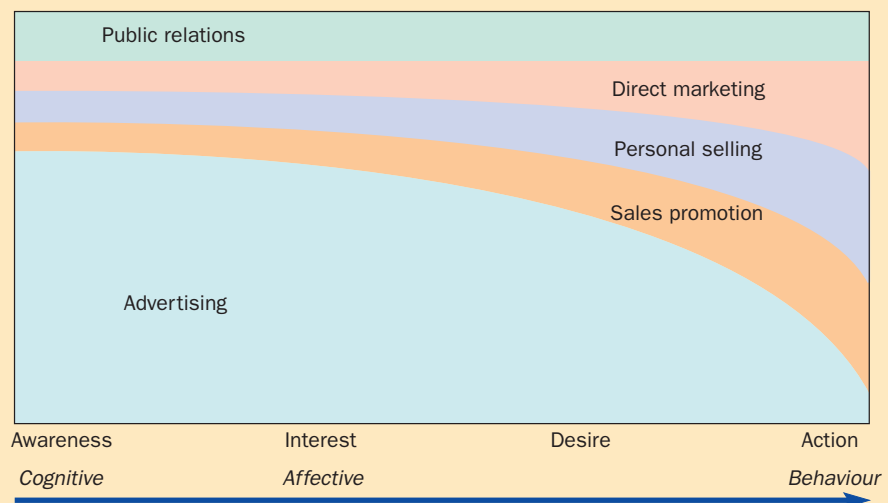 Public relations
Direct marketing
Personal selling
Sales promotion
Advertising
Awareness Interest Desire Action
Cognitive Affective Behaviour